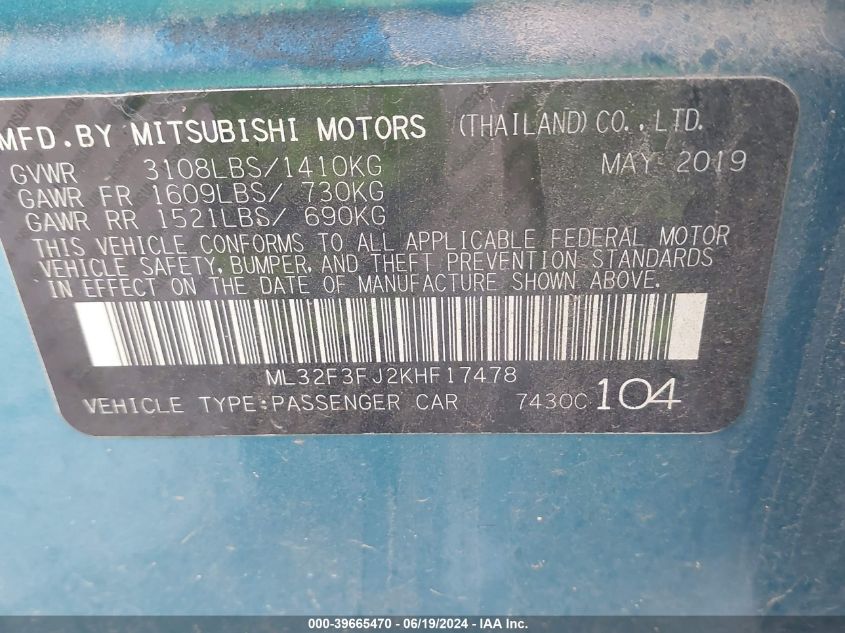 MFD.BY MITSUBISHI MOTORS (THAILAND)CO.,LTD.
GVWR 3108LBS/1410KG MAY 2019
GAWR FR 1609LBS/ 730KG
GAWR RR 1521LBS/ 690KG
THIS VEHICLE CONFORMS TO ALL APPLICABLE FEDERAL MOTOR
VEHICLE SAFETY, BUMPER, AND THEFT PREVENTION STANDARDS
IN EFFECT ON THE DATE OF MANUFACTURE SHOWN ABOVE.
ML32F3FJ2KHF17478
VEHICLE TYPE:PASSENGER CAR 7430C 104
000-39665470 - 06/19/2024 - IAA Inc.